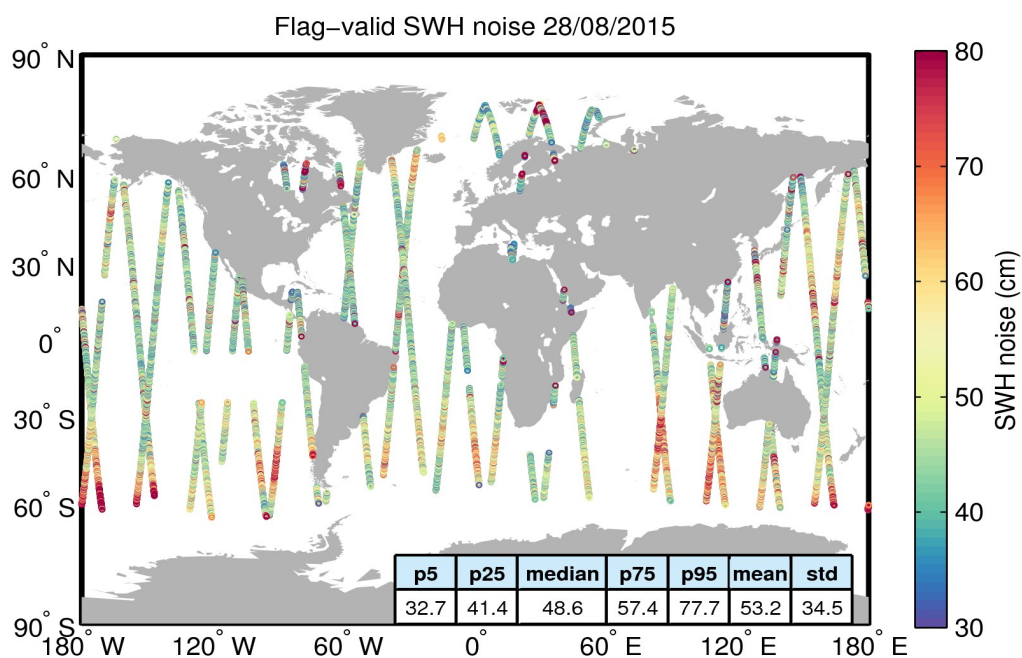 Flag−valid SWH noise 28/08/2015
90° N
60° N
30° N
0°
30° S
60° S
90° S
180° W
120° W
60° W
0°
60° E
120° E
180° E
80
70
60
50
40
30
SWH noise (cm)
p5 p25 median p75 p95 mean std
32.7 41.4 48.6 57.4 77.7 53.2 34.5